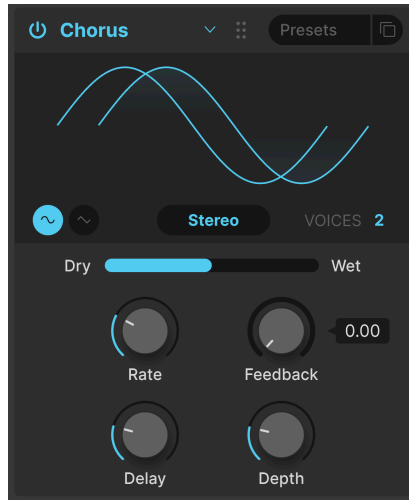 Chorus
Presets
Stereo
VOICES 2
Dry
Wet
Rate
Feedback
0.00
Delay
Depth